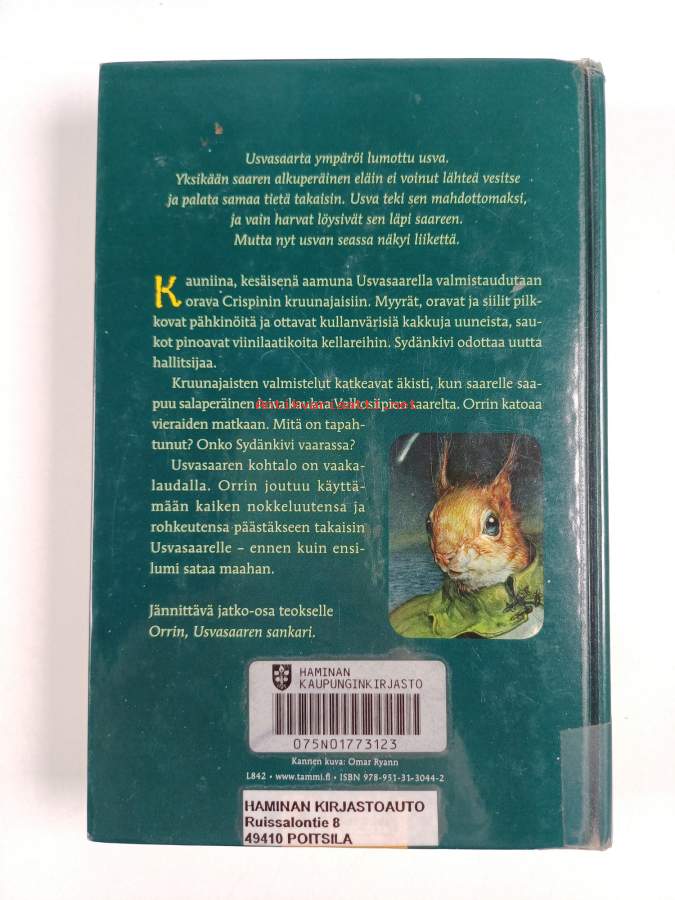 Usvasaarta ympäröi lumottu usva.
Yksikään saaren alkuperäinen eläin ei voinut lähteä vesitse
ja palata samaa tietä takaisin. Usva teki sen mahdottomaksi,
ja vain harvat löysivät sen läpi saareen.
Mutta nyt usvan seassa näkyi liikettä.
Kauniina, kesäisenä aamuna Usvasaarella valmistaudutaan
orava Crispinin kruunajaisiin. Myyrät, oravat ja siilit pilk-
kovat pähkinöitä ja ottavat kullanvärisiä kakkuja uuneista, sau-
kot pinoavat viinilaatikoita kellareihin. Sydänkivi odottaa uutta
hallitsijaa.
Kruunajaisten valmistelut katkeavat äkisti, kun saarelle saa-
puu salaperäinen saarelta. Orrin katoaa
vieraiden matkaan. Mitä on tapah-
tunut? Onko Sydänkivi vaarassa?
Usvasaaren kohtalo on vaaka-
laudalla. Orrin joutuu käyttä-
mään kaiken nokkeluutensa ja
rohkeutensa päästäkseen takaisin
Usvasaarelle – ennen kuin ensi-
lumi sataa maahan.
Jännittävä jatko-osa teokselle
Orrin, Usvasaaren sankari.
HAMINAN
KAUPUNGINKIRJASTO
075N01773123
Kannen kuva: Omar Ryann
L842 • www.tammi.fi • ISBN 978-951-31-3044-2
HAMINAN KIRJASTOAUTO
Ruissalontie 8
49410 POITSILA